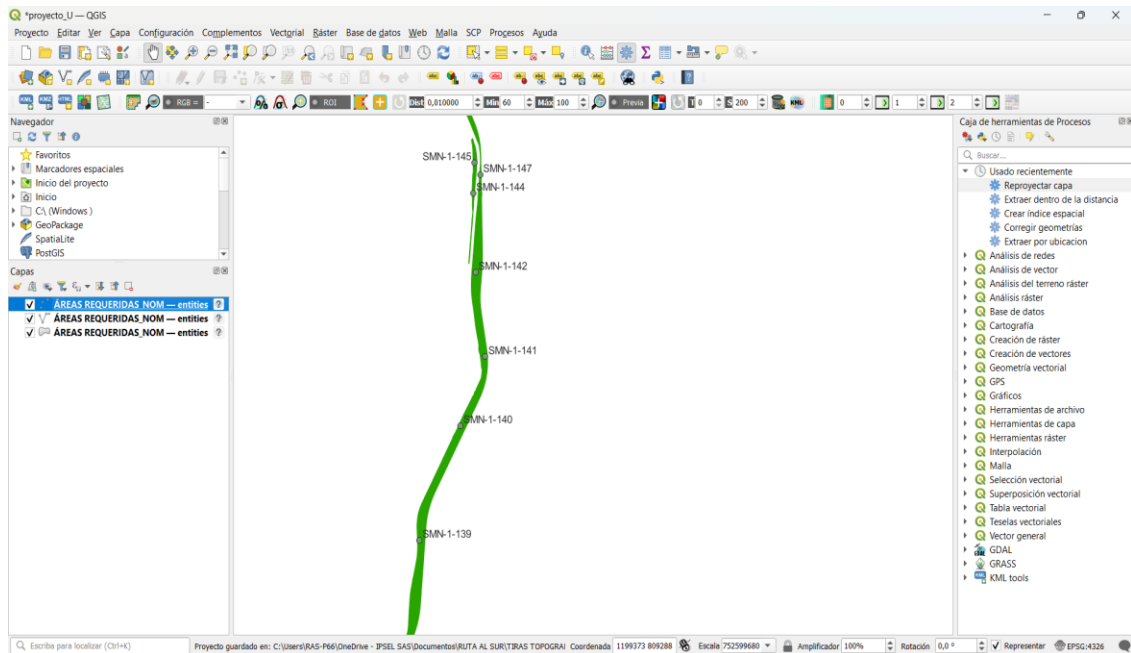 *proyecto_U — QGIS
Proyecto Editar Ver Capa Configuración Complementos Vectorial Ráster Base de datos Web Malla SCP Procesos Ayuda
RGB = - ROI Dist 0,010000 Min 60 Máx 100 Previa T 0 S 200 KML 0 1 2
Navegador
Favoritos
Marcadores espaciales
Inicio del proyecto
Inicio
C:\ (Windows )
GeoPackage
SpatiaLite
PostGIS
Capas
ÁREAS REQUERIDAS_NOM — entities ?
ÁREAS REQUERIDAS_NOM — entities ?
ÁREAS REQUERIDAS_NOM — entities ?
SMN-1-145
SMN-1-147
SMN-1-144
SMN-1-142
SMN-1-141
SMN-1-140
SMN-1-139
Caja de herramientas de Procesos
Buscar...
Usado recientemente
Reproyectar capa
Extraer dentro de la distancia
Crear índice espacial
Corregir geometrías
Extraer por ubicacion
Análisis de redes
Análisis de vector
Análisis del terreno ráster
Análisis ráster
Base de datos
Cartografía
Creación de ráster
Creación de vectores
Geometría vectorial
GPS
Gráficos
Herramientas de archivo
Herramientas de capa
Herramientas ráster
Interpolación
Malla
Selección vectorial
Superposición vectorial
Tabla vectorial
Teselas vectoriales
Vector general
GDAL
GRASS
KML tools
Escriba para localizar (Ctrl+K) Proyecto guardado en: C:\Users\RAS-P66\OneDrive - IPSEL SAS\Documentos\RUTA AL SUR\TIRAS TOPOGRAI Coordenada 1199373 809288 Escala 752599680 Amplificador 100% Rotación 0,0 ° Representar EPSG:4326